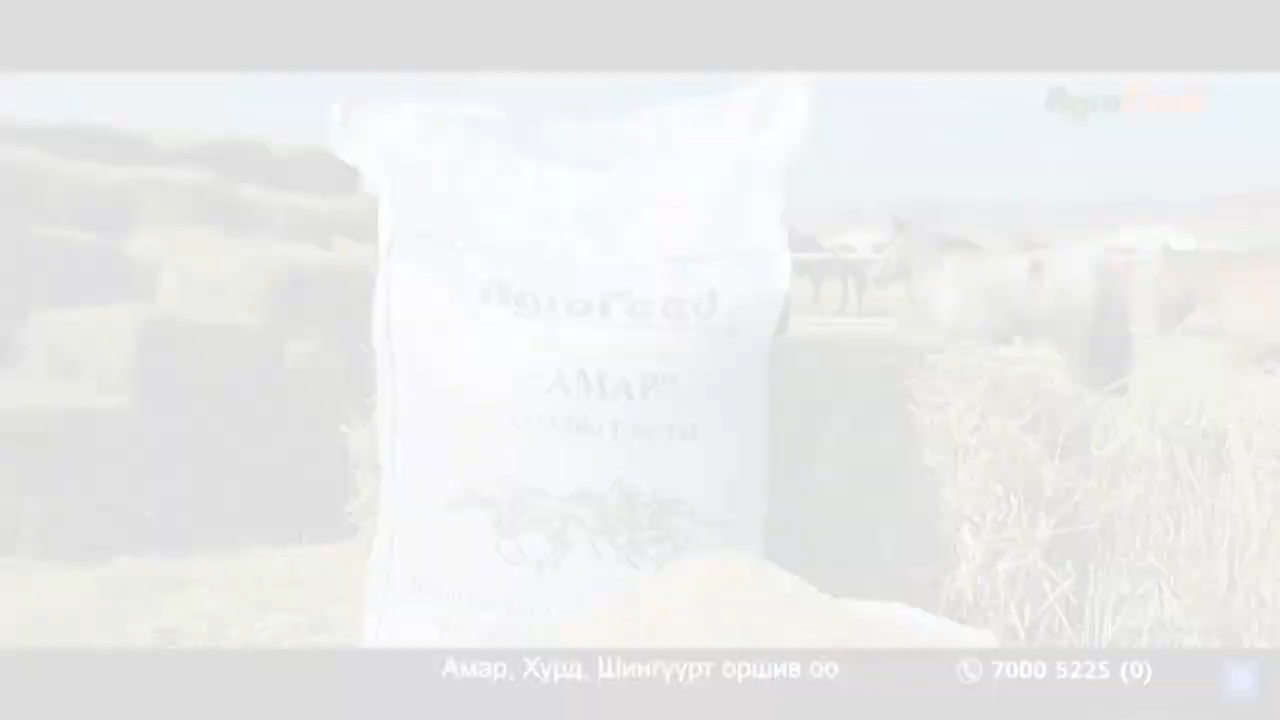 AgroFeed
AgroFeed
"АМАР"
Амар, Хурд, Шингүүрт оршив оо
7000 5225 (0)